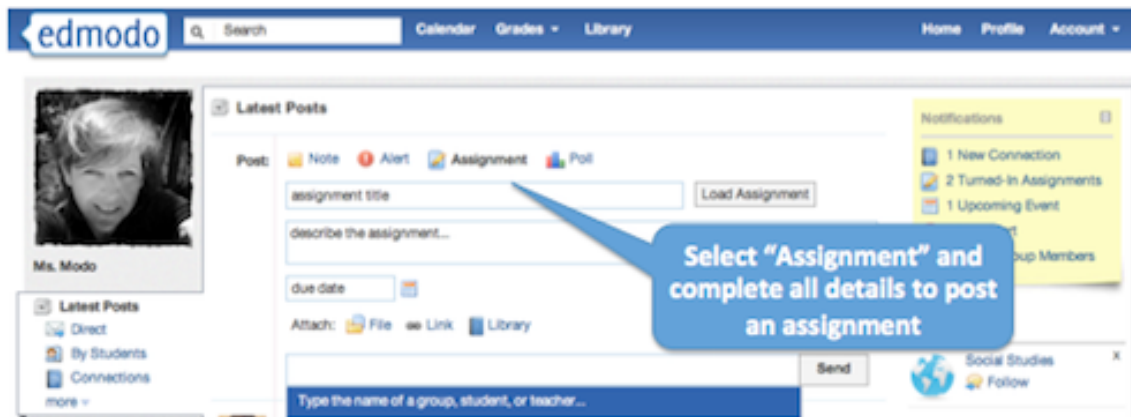 edmodo
Search
Calendar Grades Library
Home Profile Account
Latest Posts
Post: Note Alert Assignment Poll
assignment title
Load Assignment
describe the assignment...
due date
Attach: File Link Library
Send
Type the name of a group, student, or teacher...
Select “Assignment” and
complete all details to post
an assignment
Ms. Modo
Latest Posts
Direct
By Students
Connections
more
Notifications
1 New Connection
2 Turned-In Assignments
1 Upcoming Event
Members
Social Studies
x
Follow